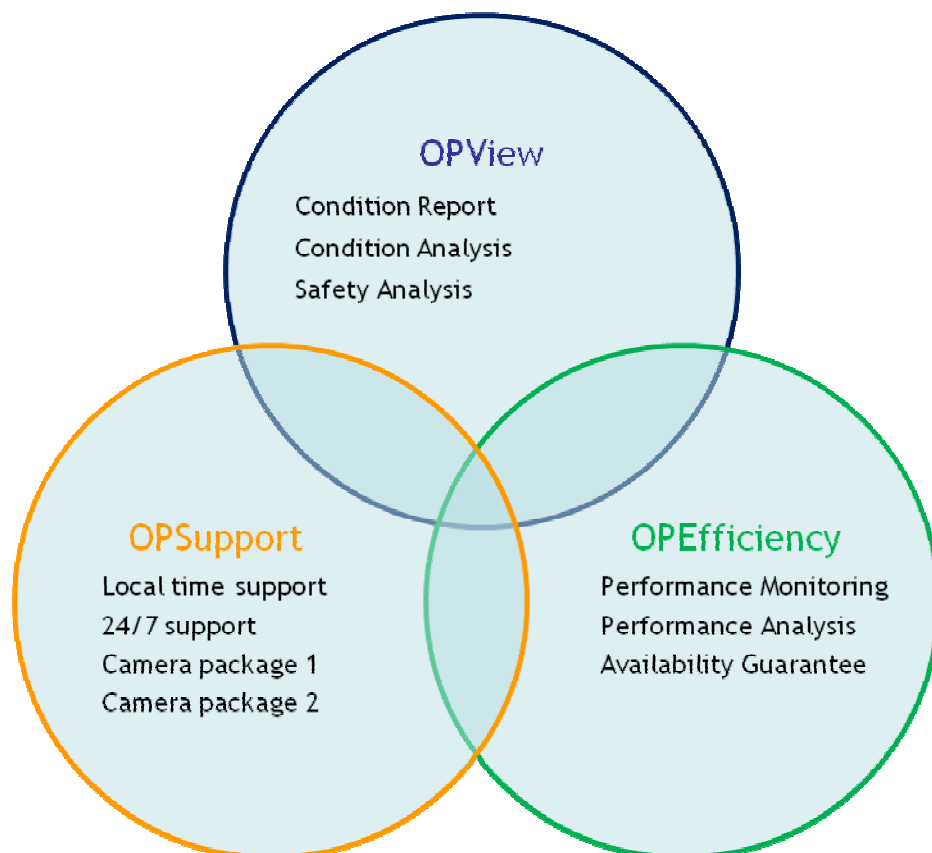 OPView
Condition Report
Condition Analysis
Safety Analysis
OPSupport
Local time support
24/7 support
Camera package 1
Camera package 2
OPEfficiency
Performance Monitoring
Performance Analysis
Availability Guarantee